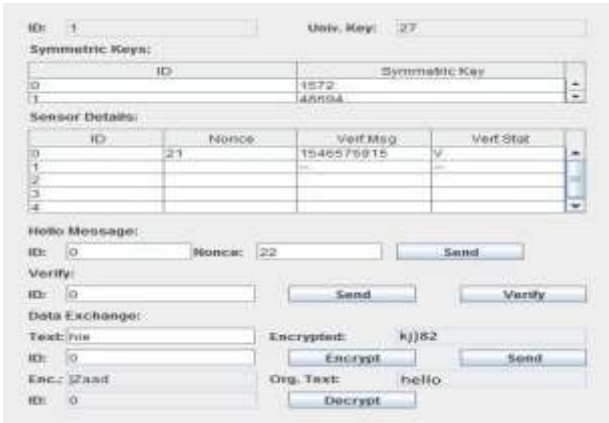 ID: 1 Univ. Key: 27
Symmetric Keys:
ID Symmetric Key
0 1572
1
Sensor Details:
ID Nonce Verf.Msg Verf.Stat
0 21 1546576915 V
1 -- --
2
3
4
Hello Message:
ID: 0 Nonce: 22 Send
Verify:
ID: 0 Send Verify
Data Exchange:
Text: hie Encrypted: kj)82
ID: 0 Encrypt Send
Enc.: Org. Text: hello
ID: 0 Decrypt